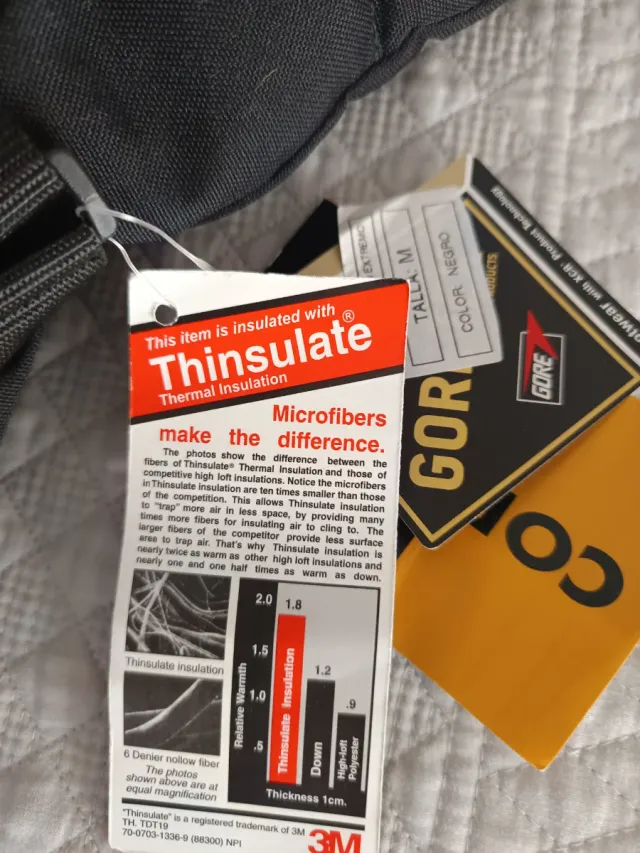 This item is insulated with
Thinsulate®
Thermal Insulation
Microfibers
make the difference.
The photos show the difference between the
fibers of Thinsulate® Thermal Insulation and those of
competitive high loft insulations. Notice the microfibers
in Thinsulate insulation are ten times smaller than those
of the competition. This allows Thinsulate insulation
to "trap" more air in less space, by providing many
times more fibers for insulating air to cling to. The
larger fibers of the competitor provide less surface
area to trap air. That's why Thinsulate insulation is
nearly twice as warm as other high loft insulations and
nearly one and one half times as warm as down.
Thinsulate insulation
6 Denier nollow fiber
The photos
shown above are at
equal magnification
Relative Warmth
2.0
1.5
1.0
.5
1.8
Thinsulate Insulation
1.2
Down
.9
High-loft
Polyester
Thickness 1cm.
"Thinsulate" is a registered trademark of 3M
TH. TDT19
70-0703-1336-9 (88300) NPI
3M
EXTREMIC
TALLA: M
COLOR NEGRO
GORE
PRODUCTS
with XCR® Product Technology
CO